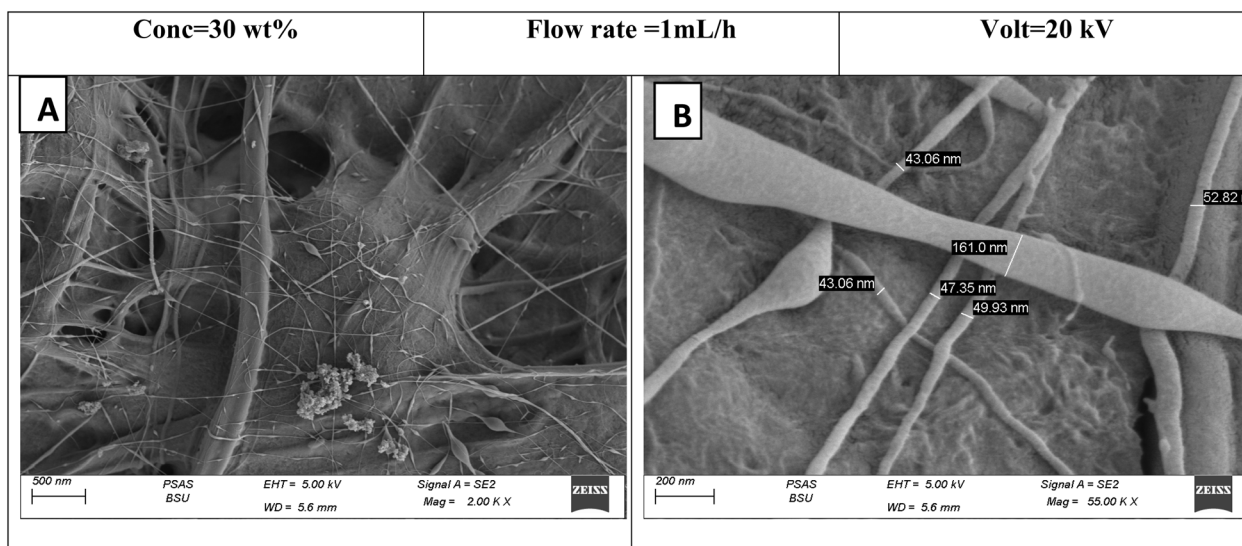 Conc=30 wt%
Flow rate =1mL/h
Volt=20 kV
A
500 nm
PSAS
BSU
EHT = 5.00 kV
WD = 5.6 mm
Signal A = SE2
Mag = 2.00 K X
ZEISS
B
43.06 nm
52.82
161.0 nm
43.06 nm
47.35 nm
49.93 nm
200 nm
PSAS
BSU
EHT = 5.00 kV
WD = 5.6 mm
Signal A = SE2
Mag = 55.00 K X
ZEISS